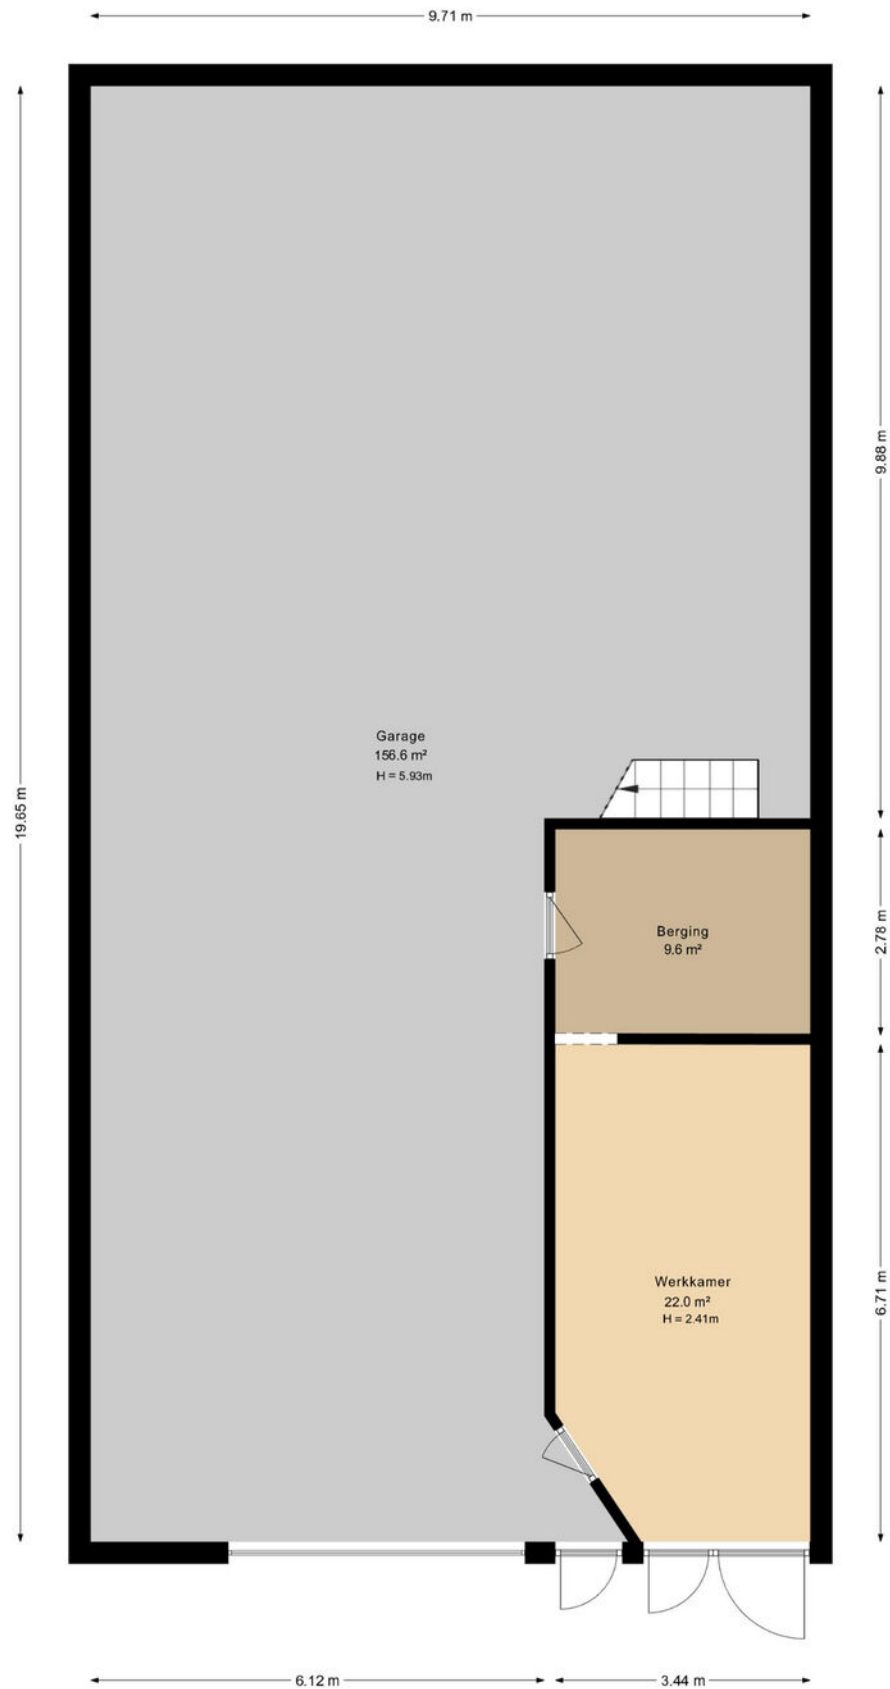 9.71 m
9.88 m
Garage
156.6 m²
H = 5.93m
19.65 m
Berging
9.6 m²
2.78 m
Werkkamer
22.0 m²
H = 2.41m
6.71 m
6.12 m
3.44 m